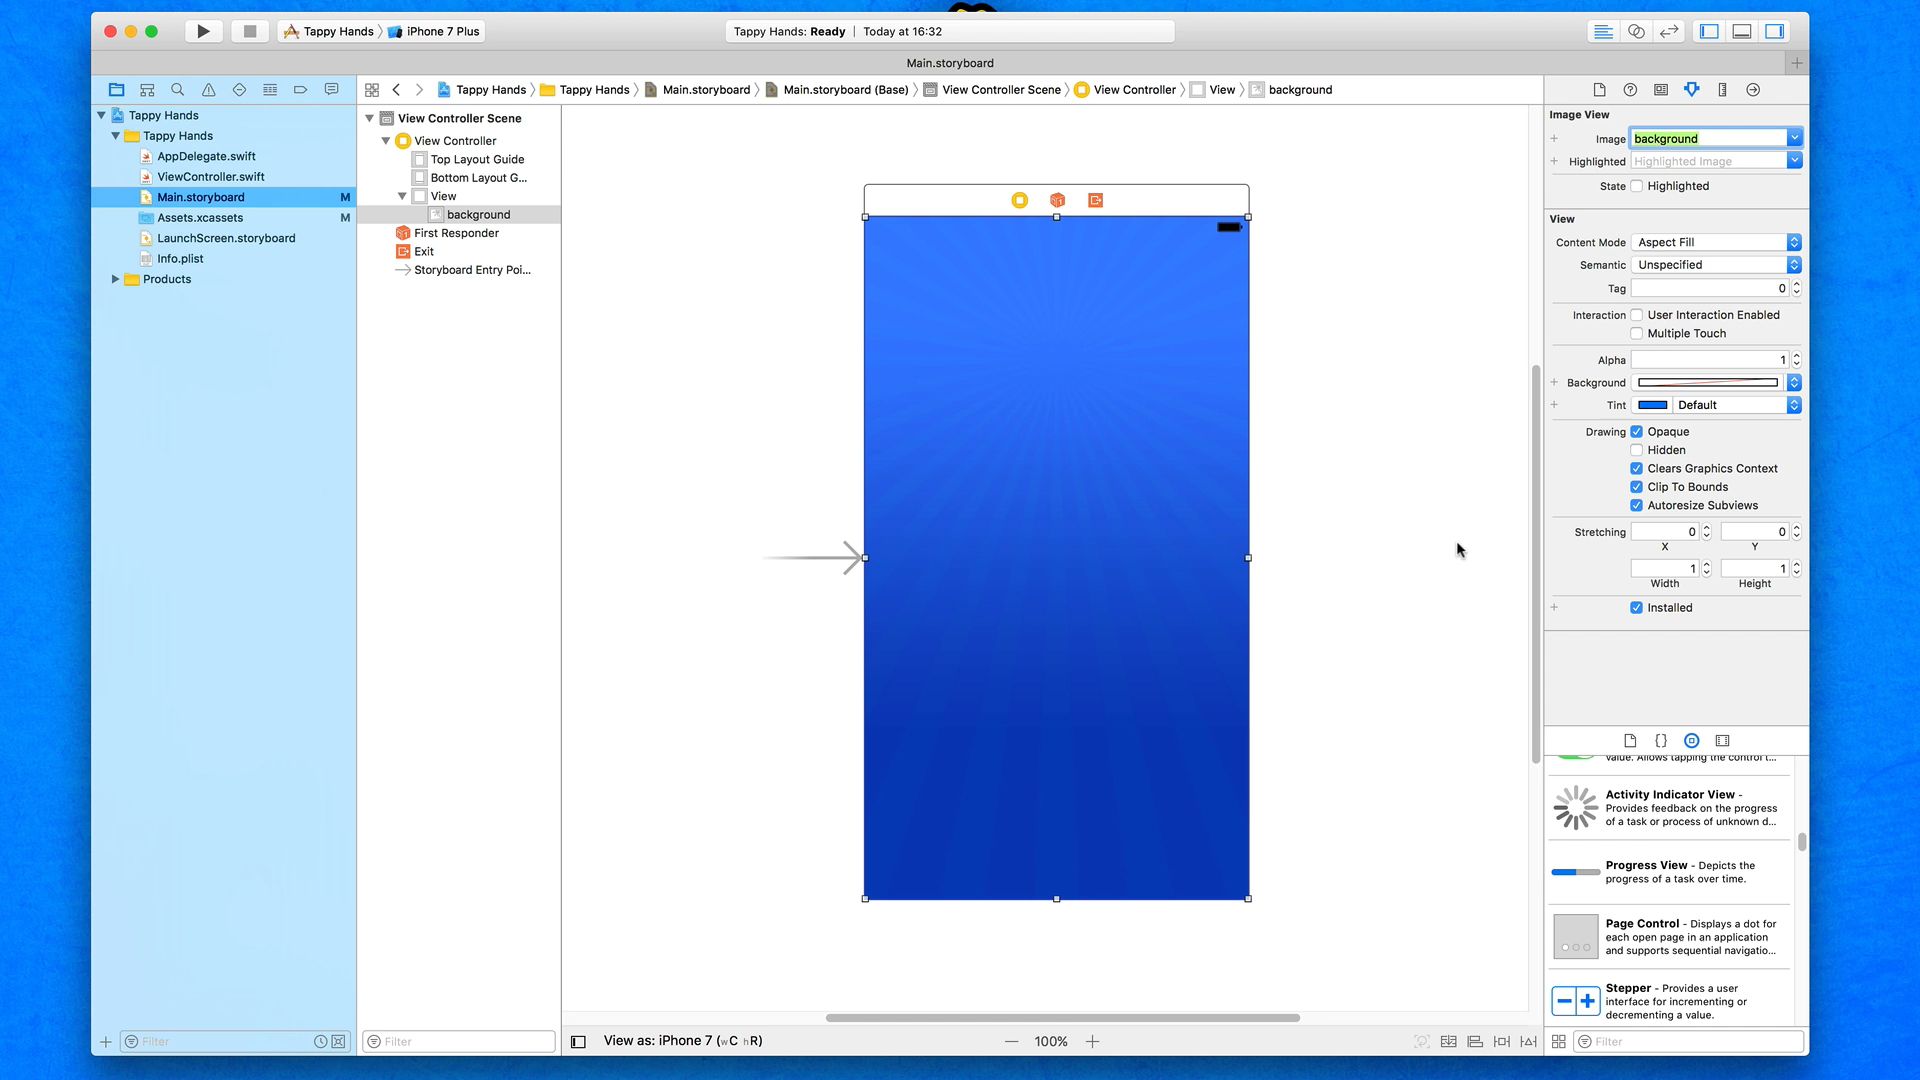 Tappy Hands
iPhone 7 Plus
Tappy Hands: Ready | Today at 16:32
Main.storyboard
Tappy Hands
Tappy Hands
Main.storyboard
Main.storyboard (Base)
View Controller Scene
View Controller
View
background
Tappy Hands
Tappy Hands
AppDelegate.swift
ViewController.swift
Main.storyboard M
Assets.xcassets M
LaunchScreen.storyboard
Info.plist
Products
Filter
View Controller Scene
View Controller
Top Layout Guide
Bottom Layout G...
View
background
First Responder
Exit
Storyboard Entry Poi...
Filter
View as: iPhone 7 (wC hR)
100%
Image View
Image background
Highlighted Highlighted Image
State Highlighted
View
Content Mode Aspect Fill
Semantic Unspecified
Tag 0
Interaction User Interaction Enabled
Multiple Touch
Alpha 1
Background
Tint Default
Drawing Opaque
Hidden
Clears Graphics Context
Clip To Bounds
Autoresize Subviews
Stretching 0 0
X Y
1 1
Width Height
Installed
value. Allows tapping the control t...
Activity Indicator View -
Provides feedback on the progress
of a task or process of unknown d...
Progress View - Depicts the
progress of a task over time.
Page Control - Displays a dot for
each open page in an application
and supports sequential navigatio...
Stepper - Provides a user
interface for incrementing or
decrementing a value.
Filter